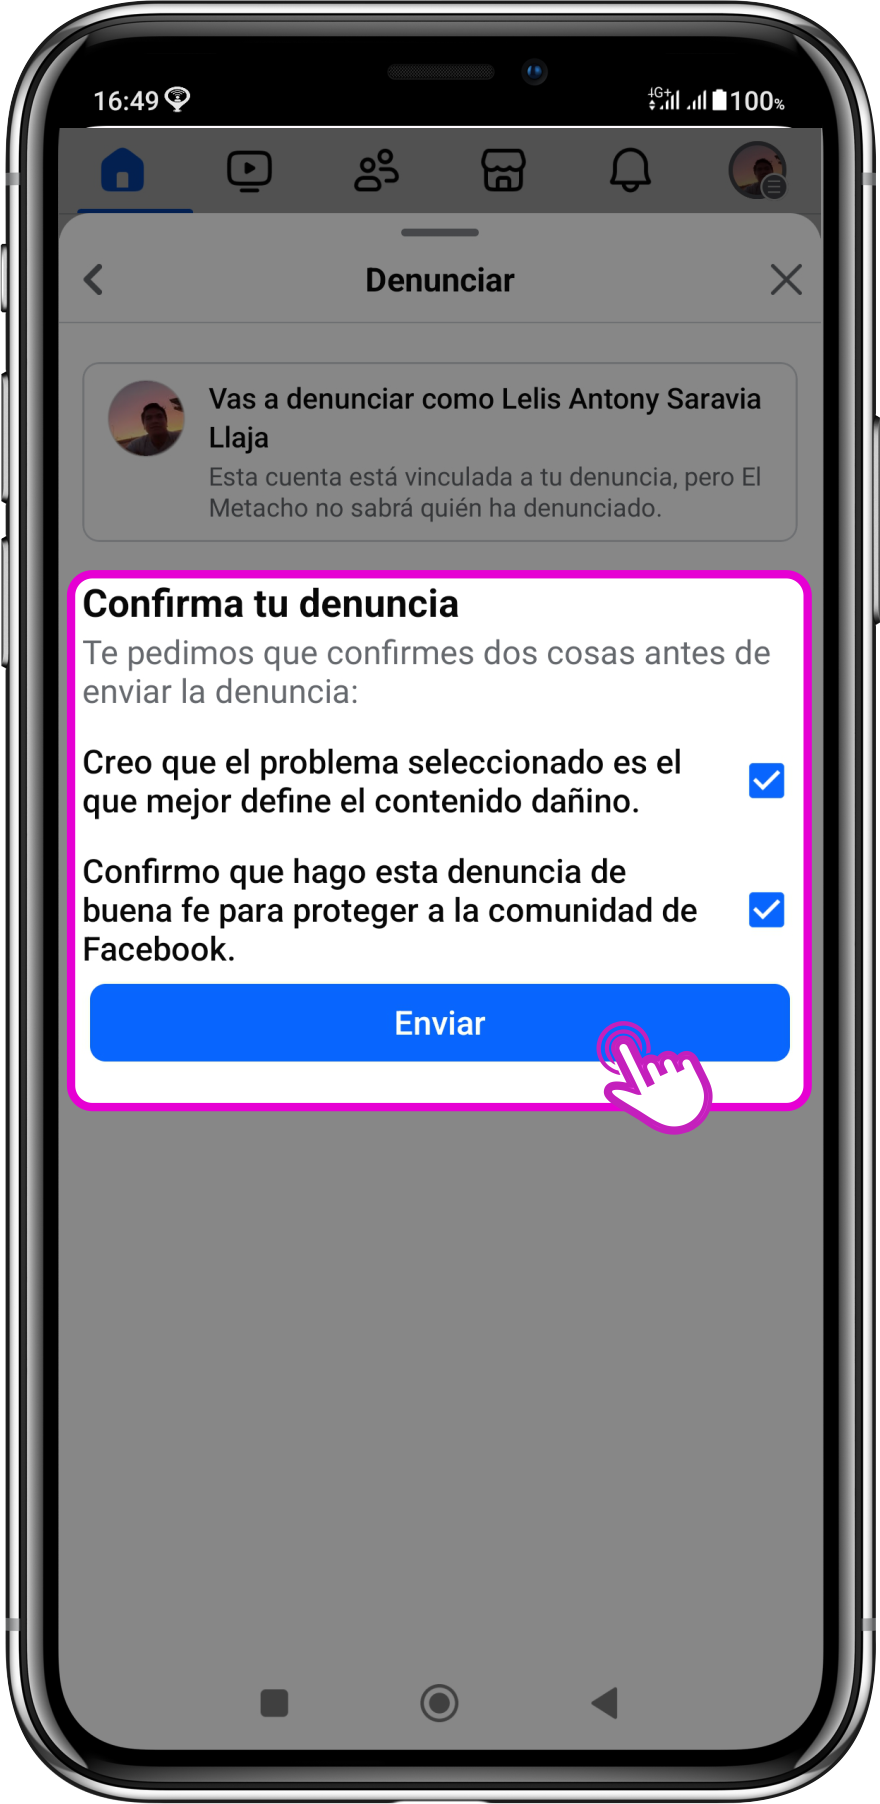 16:49
4G+
100%
Denunciar
Vas a denunciar como Lelis Antony Saravia
Llaja
Esta cuenta está vinculada a tu denuncia, pero El
Metacho no sabrá quién ha denunciado.
Confirma tu denuncia
Te pedimos que confirmes dos cosas antes de
enviar la denuncia:
Creo que el problema seleccionado es el
que mejor define el contenido dañino.
Confirmo que hago esta denuncia de
buena fe para proteger a la comunidad de
Facebook.
Enviar